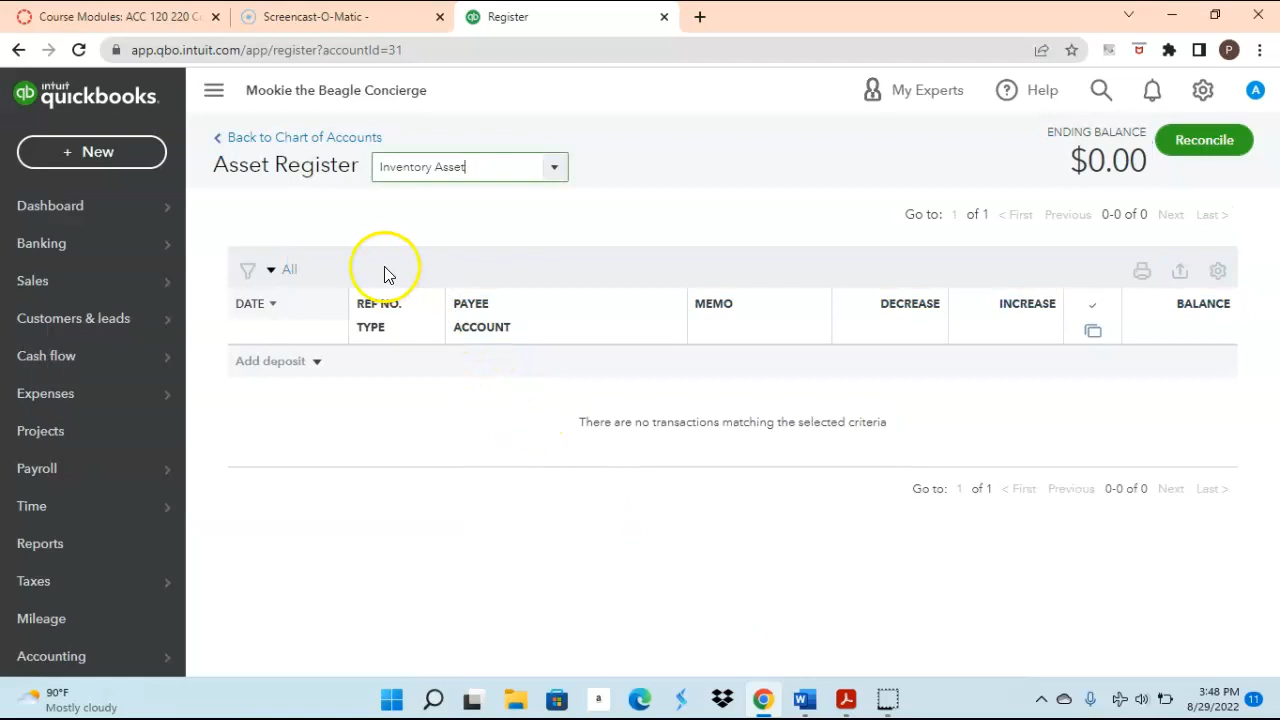 Course Modules: ACC 120 220 C
Screencast-O-Matic -
Register
app.qbo.intuit.com/app/register?accountId=31
P
intuit
qb quickbooks.
Mookie the Beagle Concierge
My Experts
Help
A
+ New
Back to Chart of Accounts
Asset Register
Inventory Asset
ENDING BALANCE
$0.00
Reconcile
Go to: 1 of 1 < First Previous 0-0 of 0 Next Last >
All
DATE
REF NO.
TYPE
PAYEE
ACCOUNT
MEMO
DECREASE
INCREASE
BALANCE
Add deposit
There are no transactions matching the selected criteria
Go to: 1 of 1 < First Previous 0-0 of 0 Next Last >
Dashboard
Banking
Sales
Customers & leads
Cash flow
Expenses
Projects
Payroll
Time
Reports
Taxes
Mileage
Accounting
90°F
Mostly cloudy
a
3:48 PM
8/29/2022
11